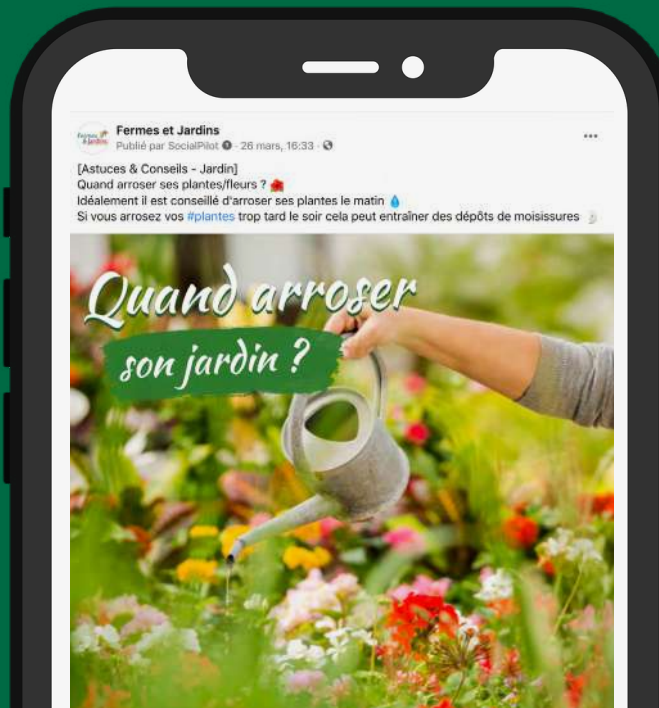 Fermes et Jardins
Publié par SocialPilot · 26 mars, 16:33 ·
[Astuces & Conseils - Jardin]
Quand arroser ses plantes/fleurs ?
Idéalement il est conseillé d'arroser ses plantes le matin
Si vous arrosez vos #plantes trop tard le soir cela peut entraîner des dépôts de moisissures
Quand arroser
son jardin ?